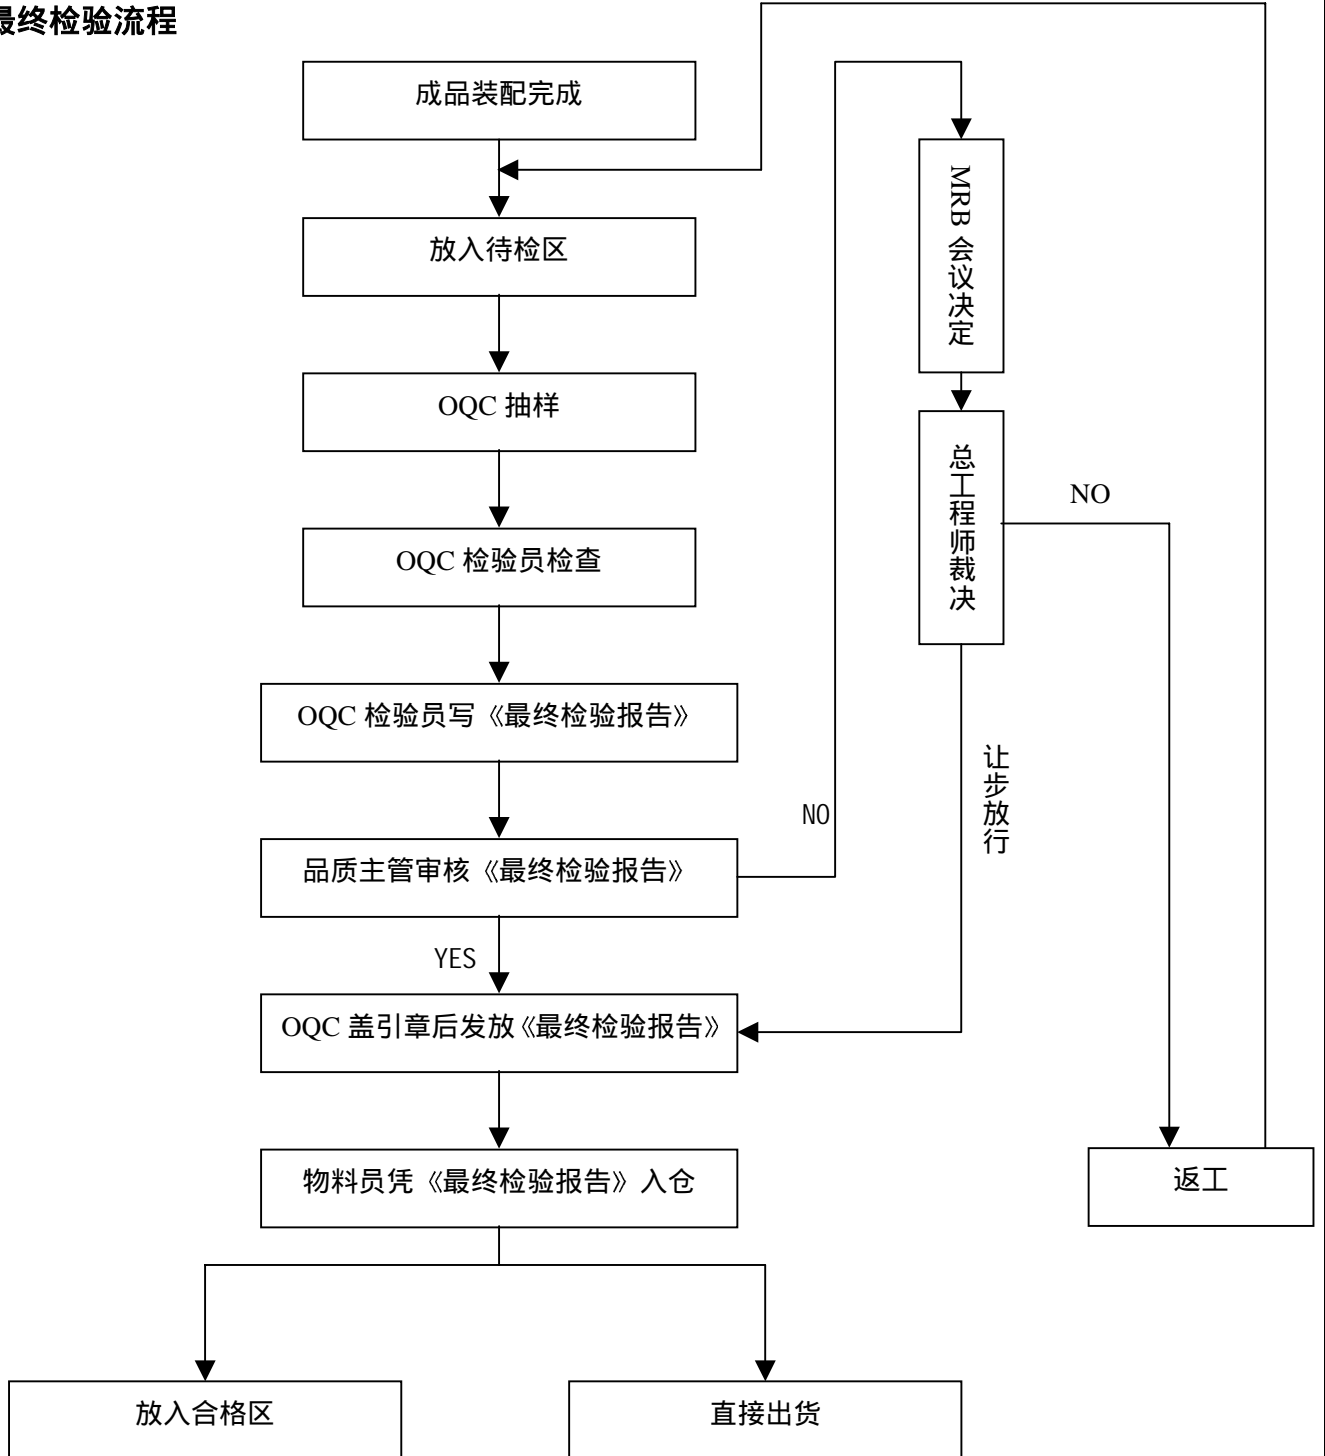 最终检验流程
成品装配完成
放入待检区
OQC 抽样
OQC 检验员检查
OQC 检验员写《最终检验报告》
品质主管审核《最终检验报告》
NO
YES
OQC 盖引章后发放《最终检验报告》
物料员凭《最终检验报告》入仓
放入合格区
直接出货
MRB 会议决定
总工程师裁决
NO
让步放行
返工